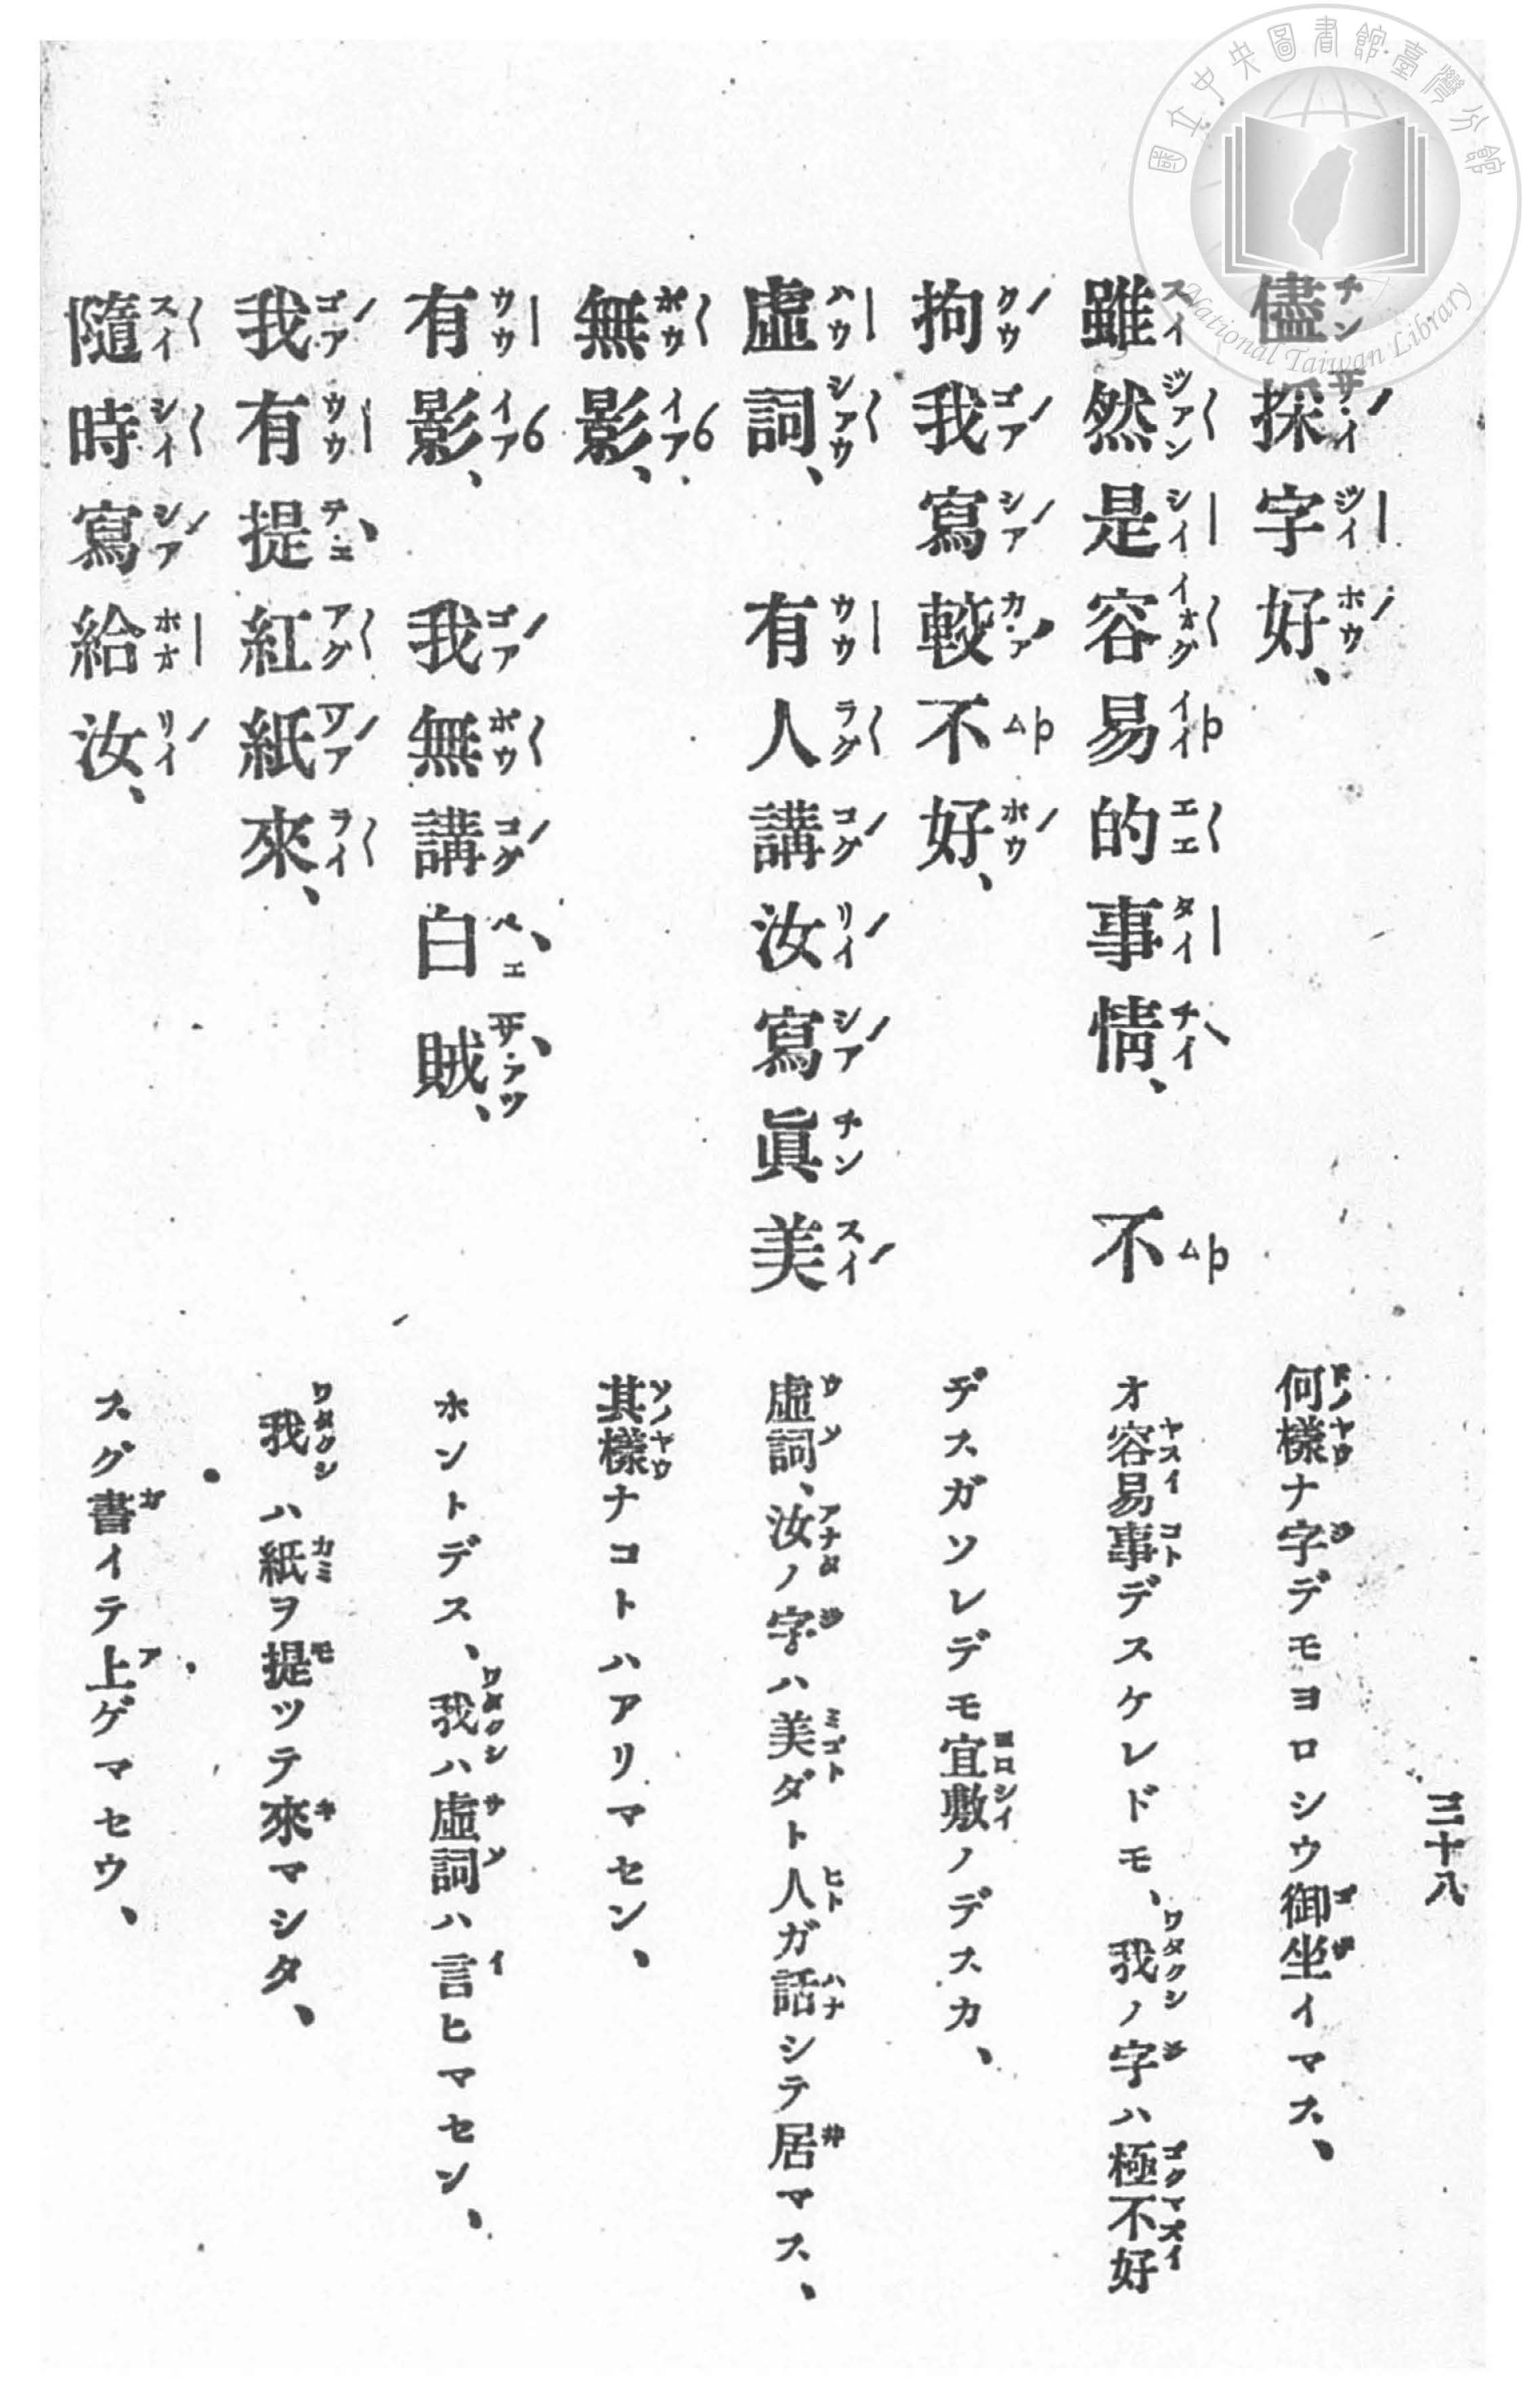 國立中央圖書館臺灣分館
National Taiwan Library
三十八
儘採字好、
何樣ナ字デモヨロシウ御坐イマス、
雖然是容易的事情、 不
オ容易事デスケレドモ、我ノ字ハ極不好
拘我寫較不好、
デスガソレデモ宜敷ノデスカ、
虛詞、 有人講汝寫眞美
虛詞、汝ノ字ハ美ダト人ガ話シテ居マス、
無影、
其樣ナコトハアリマセン、
有影、 我無講白賊、
ホントデス、我ハ虛詞ハ言ヒマセン、
我有提紅紙來、
我ハ紙ヲ提ツテ來マシタ、
隨時寫給汝、
スグ書イテ上ゲマセウ、